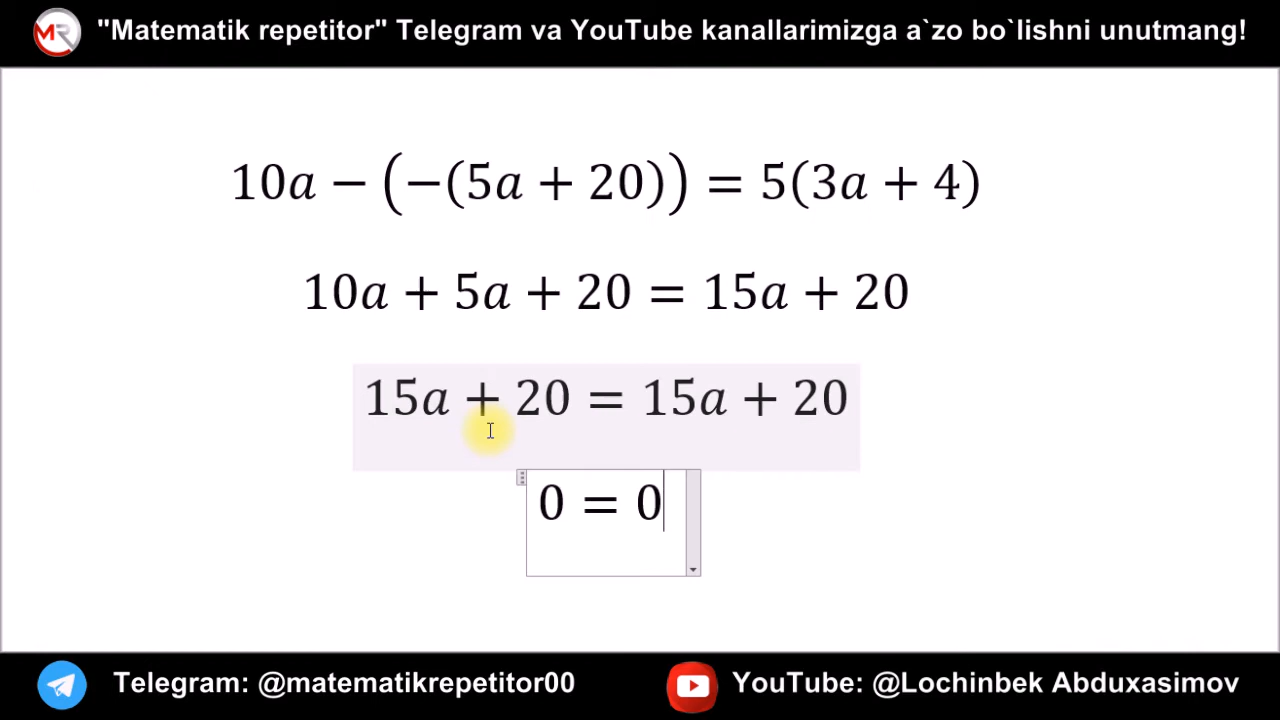 MR "Matematik repetitor" Telegram va YouTube kanallarimizga a`zo bo`lishni unutmang!
10a − (−(5a + 20)) = 5(3a + 4)
10a + 5a + 20 = 15a + 20
15a + 20 = 15a + 20
0 = 0
Telegram: @matematikrepetitor00 YouTube: @Lochinbek Abduxasimov